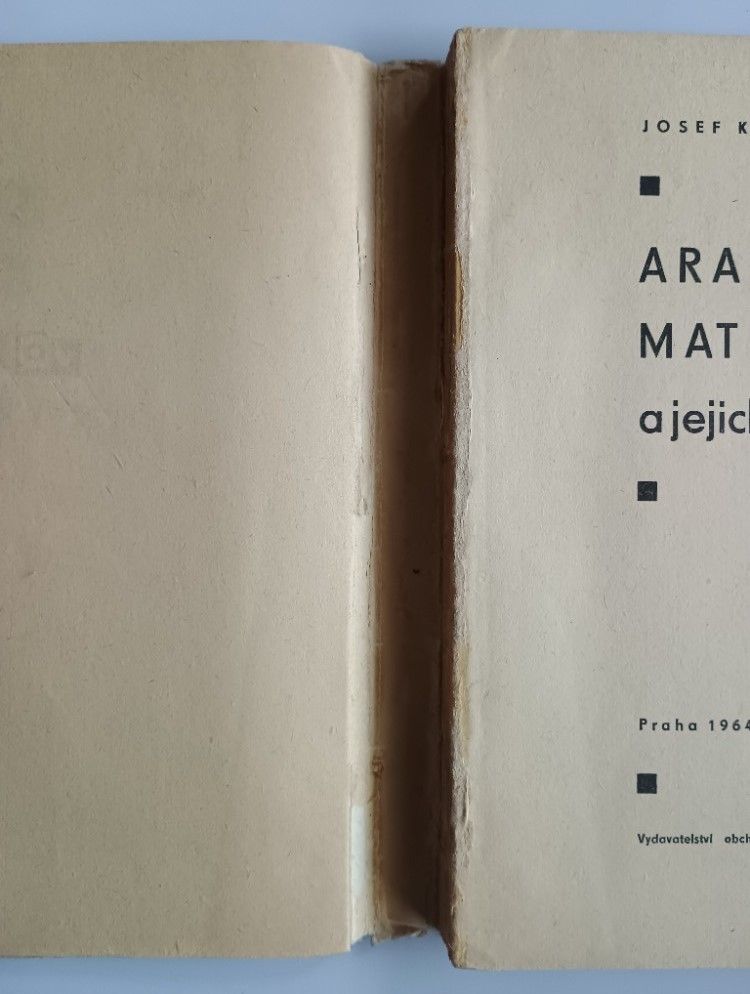 JOSEF K
ARA
MAT
a jejich
Praha 1964
Vydavatelství obch